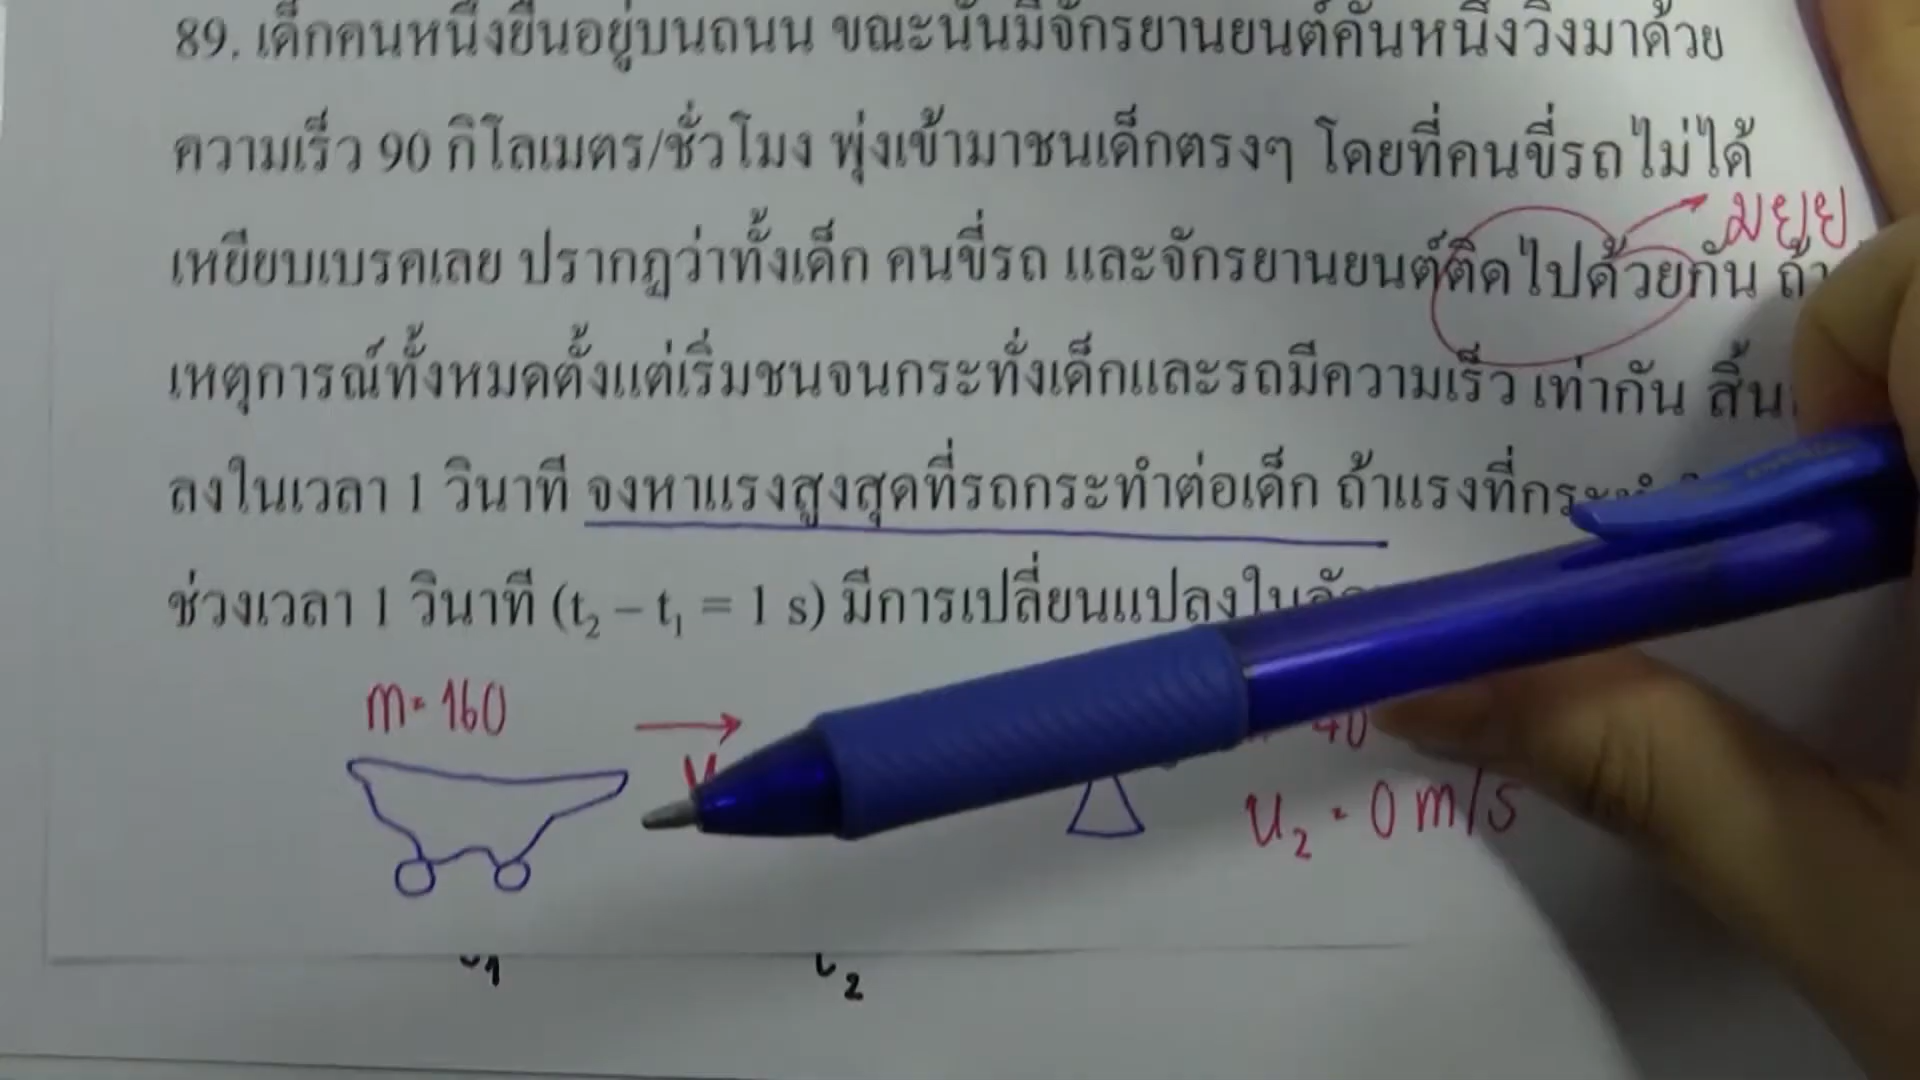 89. เด็กคนหนึ่งยืนอยู่บนถนน ขณะนั้นมีจักรยานยนต์คันหนึ่งวิ่งมาด้วย
ความเร็ว 90 กิโลเมตร/ชั่วโมง พุ่งเข้ามาชนเด็กตรงๆ โดยที่คนขี่รถไม่ได้
มยุย
เหยียบเบรคเลย ปรากฏว่าทั้งเด็ก คนขี่รถ และจักรยานยนต์ติดไปด้วยกัน ถ้า
เหตุการณ์ทั้งหมดตั้งแต่เริ่มชนจนกระทั่งเด็กและรถมีความเร็ว เท่ากัน สิ้น
ลงในเวลา 1 วินาที จงหาแรงสูงสุดที่รถกระทำต่อเด็ก ถ้าแรงที่
ช่วงเวลา 1 วินาที (t₂ – t₁ = 1 s) มีการเปลี่ยนแปลงใน
m = 160
40
u₂ = 0 m/s